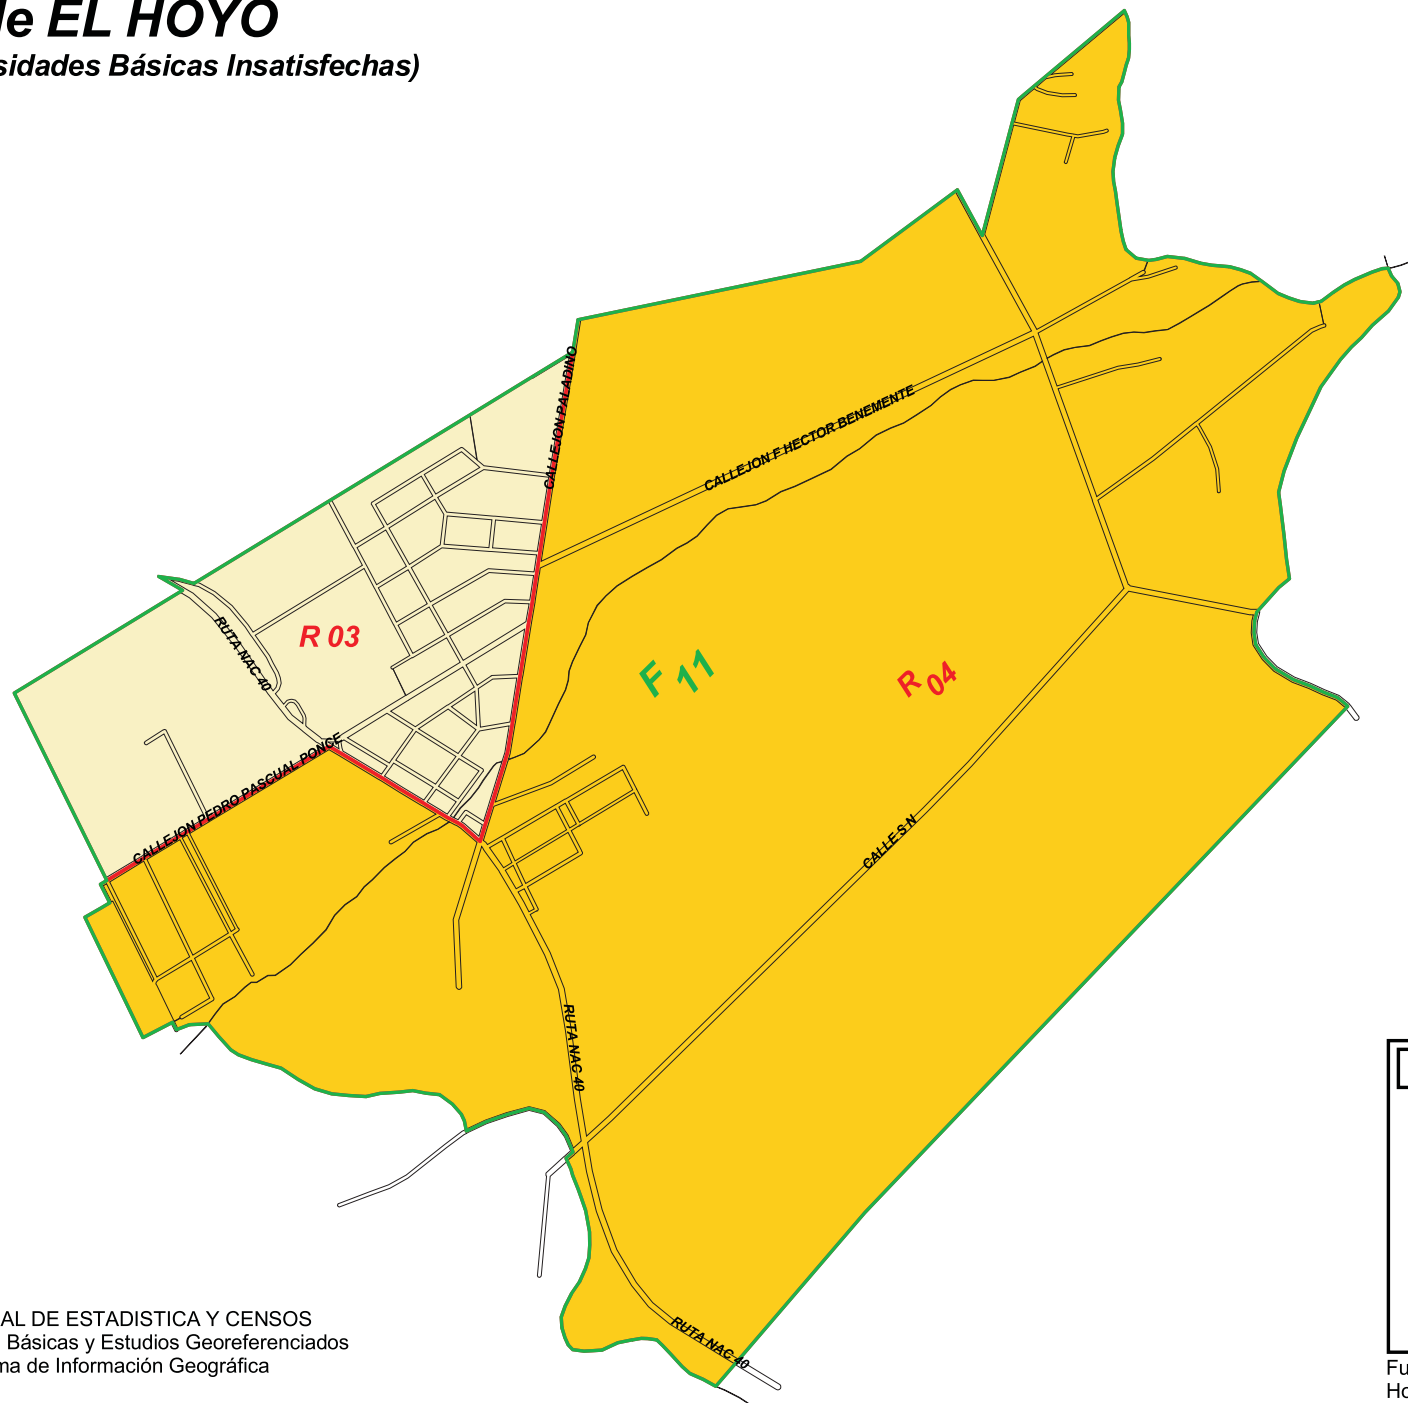 de EL HOYO
sidades Básicas Insatisfechas)
CALLEJON PALADINO
CALLEJON F HECTOR BENEMENTE
RUTA NAC 40
R 03
F 11
R 04
CALLEJON PEDRO PASCUAL PONCE
CALLE S N
RUTA NAC 40
RUTA NAC 40
AL DE ESTADISTICA Y CENSOS
Básicas y Estudios Georeferenciados
ma de Información Geográfica
Fu
Ho